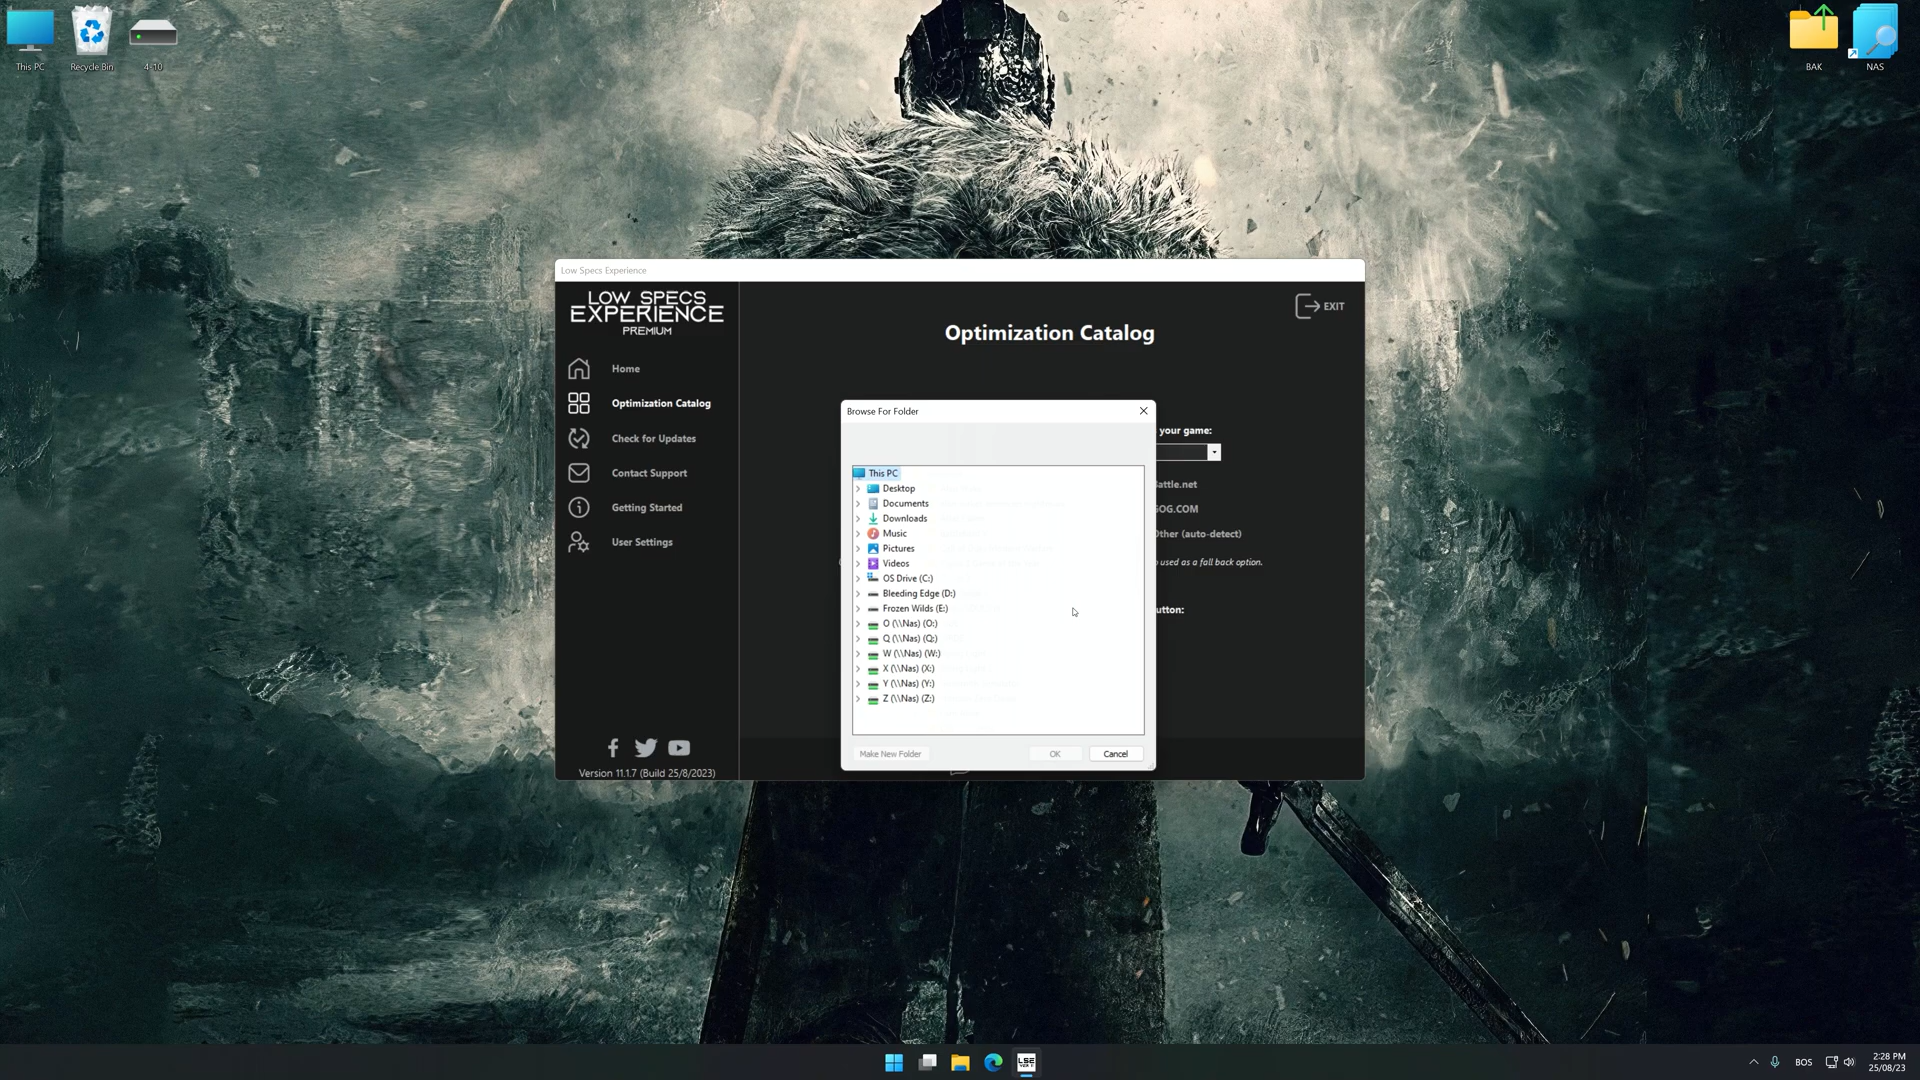 This PC
Recycle Bin
4-10
BAK
NAS
Low Specs Experience
LOW SPECS
EXPERIENCE
PREMIUM
Home
Optimization Catalog
Check for Updates
Contact Support
Getting Started
User Settings
Version 11.1.7 (Build 25/8/2023)
EXIT
Optimization Catalog
your game:
attle.net
OG.COM
ther (auto-detect)
used as a fall back option.
utton:
Browse For Folder
This PC
Desktop
Documents
Downloads
Music
Pictures
Videos
OS Drive (C:)
Bleeding Edge (D:)
Frozen Wilds (E:)
O (\\Nas) (O:)
Q (\\Nas) (Q:)
W (\\Nas) (W:)
X (\\Nas) (X:)
Y (\\Nas) (Y:)
Z (\\Nas) (Z:)
Make New Folder
OK
Cancel
LSE
BOS
2:28 PM
25/08/23